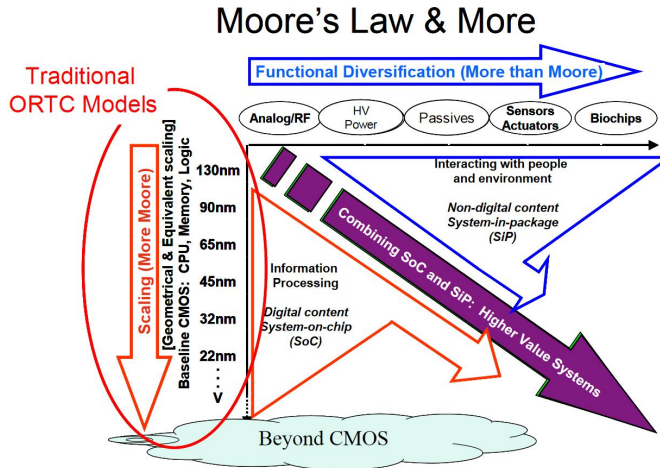 Moore's Law & More
Traditional
ORTC Models
Functional Diversification (More than Moore)
Analog/RF
HV
Power
Passives
Sensors
Actuators
Biochips
Scaling (More Moore)
[Geometrical & Equivalent scaling]
Baseline CMOS: CPU, Memory, Logic
130nm
90nm
65nm
45nm
32nm
22nm
.
.
.
V
Interacting with people
and environment
Non-digital content
System-in-package
(SiP)
Combining SoC and SiP: Higher Value Systems
Information
Processing
Digital content
System-on-chip
(SoC)
Beyond CMOS